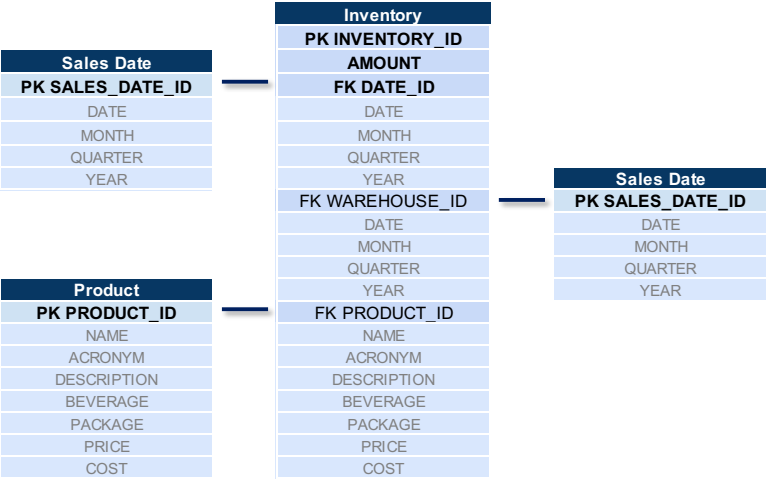 Sales Date
PK SALES_DATE_ID
DATE
MONTH
QUARTER
YEAR
Product
PK PRODUCT_ID
NAME
ACRONYM
DESCRIPTION
BEVERAGE
PACKAGE
PRICE
COST
Inventory
PK INVENTORY_ID
AMOUNT
FK DATE_ID
DATE
MONTH
QUARTER
YEAR
FK WAREHOUSE_ID
DATE
MONTH
QUARTER
YEAR
FK PRODUCT_ID
NAME
ACRONYM
DESCRIPTION
BEVERAGE
PACKAGE
PRICE
COST
Sales Date
PK SALES_DATE_ID
DATE
MONTH
QUARTER
YEAR